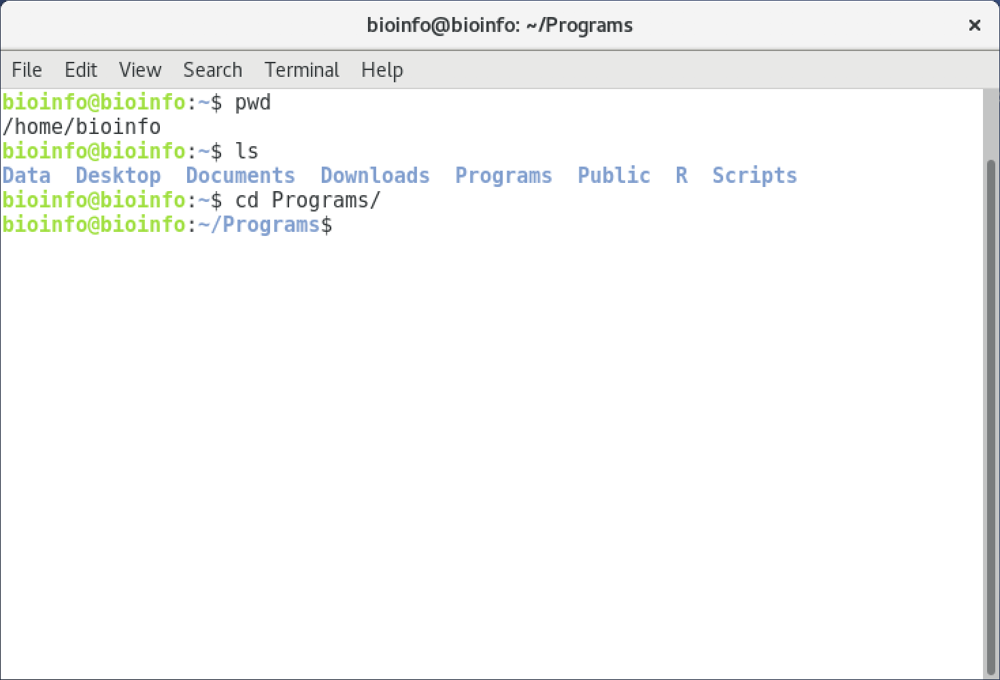 bioinfo@bioinfo: ~/Programs ×
File Edit View Search Terminal Help
bioinfo@bioinfo:~$ pwd
/home/bioinfo
bioinfo@bioinfo:~$ ls
Data  Desktop  Documents  Downloads  Programs  Public  R  Scripts
bioinfo@bioinfo:~$ cd Programs/
bioinfo@bioinfo:~/Programs$